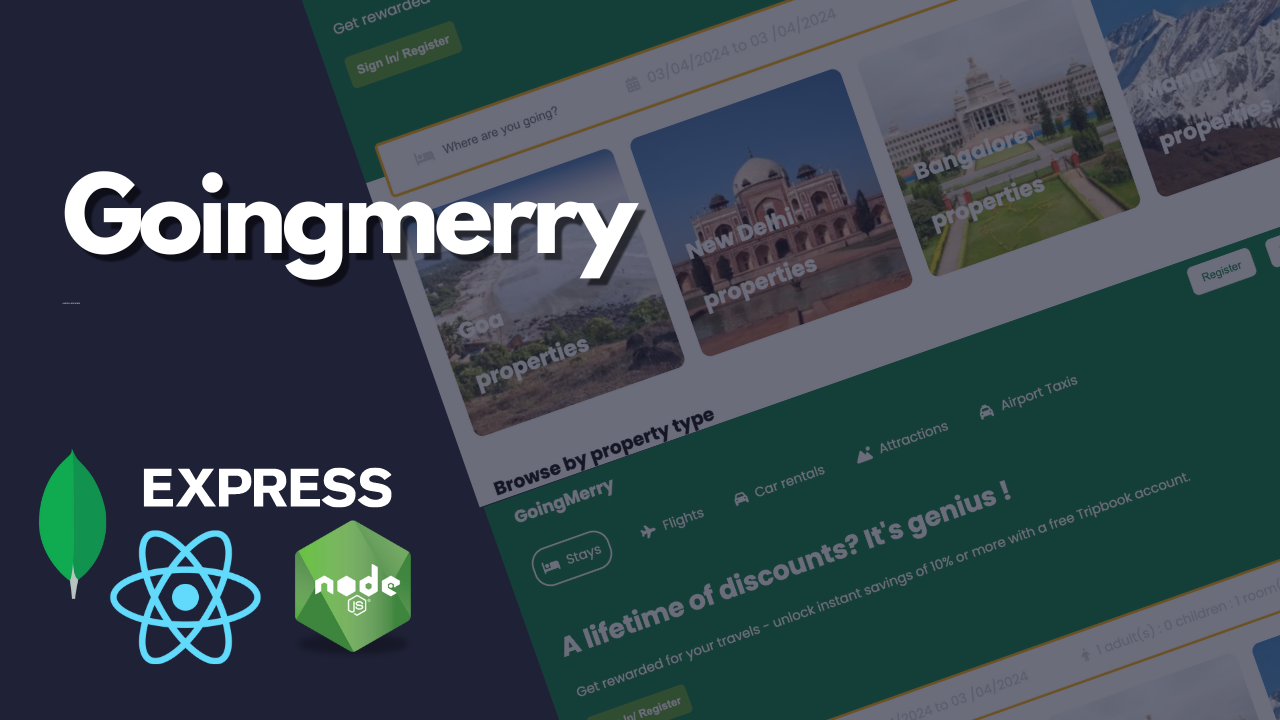 Get rewarded
Sign In/ Register
Where are you going?
03/04/2024 to 03 /04/2024
Goa
properties
New Delhi
properties
Bangalore
properties
Manali
properties
Goingmerry
Browse by property type
Register
GoingMerry
Stays
Flights
Car rentals
Attractions
Airport Taxis
A lifetime of discounts? It's genius !
Get rewarded for your travels - unlock instant savings of 10% or more with a free Tripbook account.
In/ Register
/2024 to 03 /04/2024
1 adult(s) : 0 children : 1 room
EXPRESS
node
JS